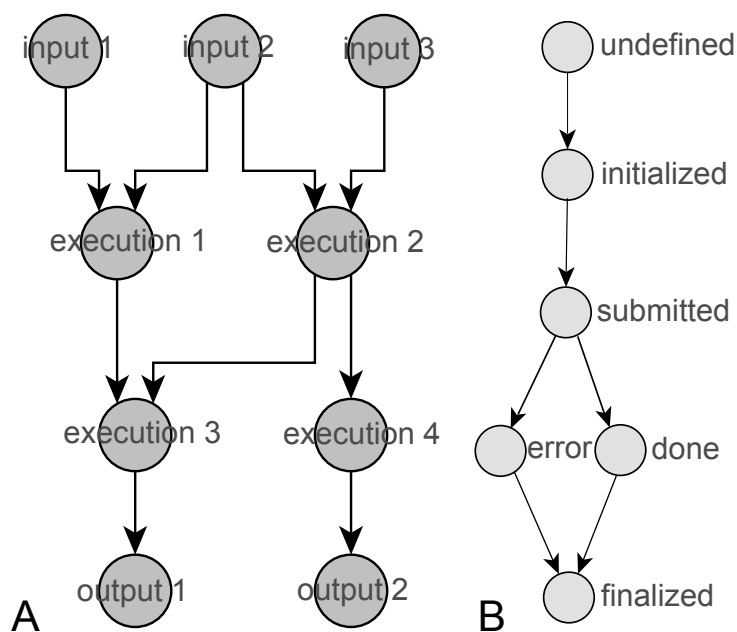 input 1
input 2
input 3
execution 1
execution 2
execution 3
execution 4
output 1
output 2
A
undefined
initialized
submitted
error
done
finalized
B